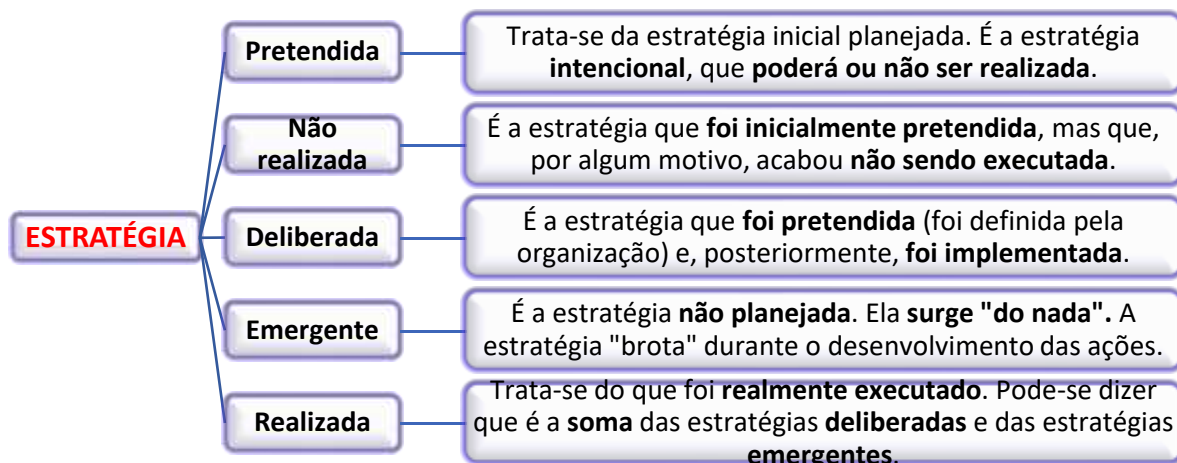 Pretendida
Trata-se da estratégia inicial planejada. É a estratégia
intencional, que poderá ou não ser realizada.
Não
realizada
É a estratégia que foi inicialmente pretendida, mas que,
por algum motivo, acabou não sendo executada.
ESTRATÉGIA
Deliberada
É a estratégia que foi pretendida (foi definida pela
organização) e, posteriormente, foi implementada.
Emergente
É a estratégia não planejada. Ela surge "do nada". A
estratégia "brota" durante o desenvolvimento das ações.
Realizada
Trata-se do que foi realmente executado. Pode-se dizer
que é a soma das estratégias deliberadas e das estratégias
emergentes.